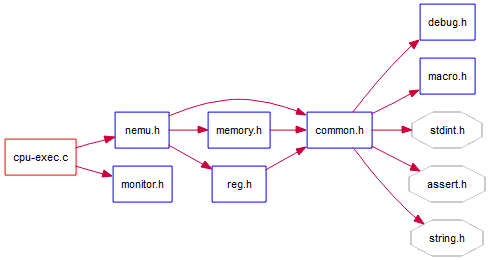 cpu-exec.c
nemu.h
monitor.h
memory.h
reg.h
common.h
debug.h
macro.h
stdint.h
assert.h
string.h